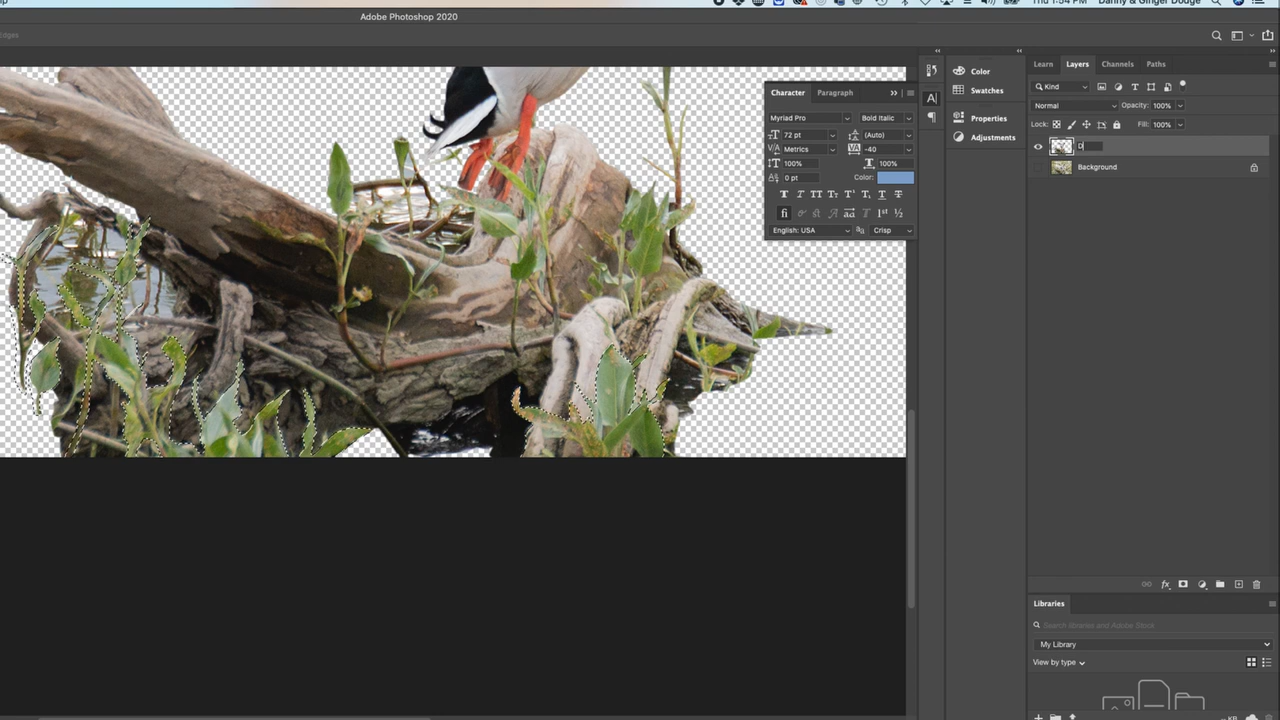 Thu 1:54 PM Danny & Ginger Dodge
Adobe Photoshop 2020
Edges
Learn Layers Channels Paths
Color
Swatches
Properties
Adjustments
Character Paragraph
Myriad Pro Bold Italic
72 pt (Auto)
Metrics -40
100% 100%
0 pt Color:
English: USA Crisp
Kind
Normal Opacity: 100%
Lock: Fill: 100%
D
Background
fx
Libraries
Search libraries and Adobe Stock
My Library
View by type
-- KB